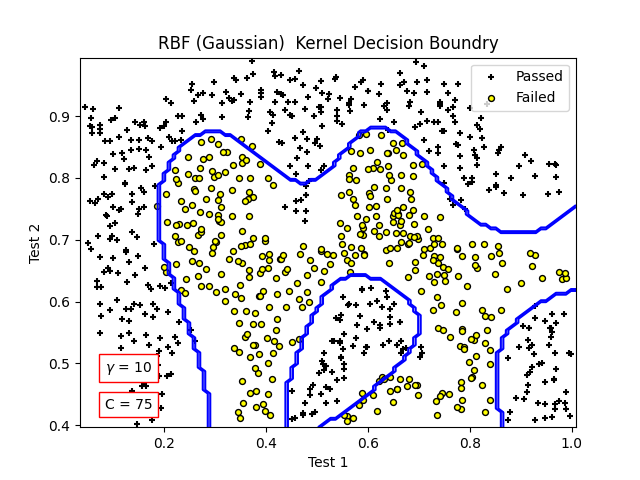 RBF (Gaussian)  Kernel Decision Boundry
Passed
Failed
0.9
0.8
0.7
0.6
0.5
0.4
Test 2
γ = 10
C = 75
0.2
0.4
0.6
0.8
1.0
Test 1